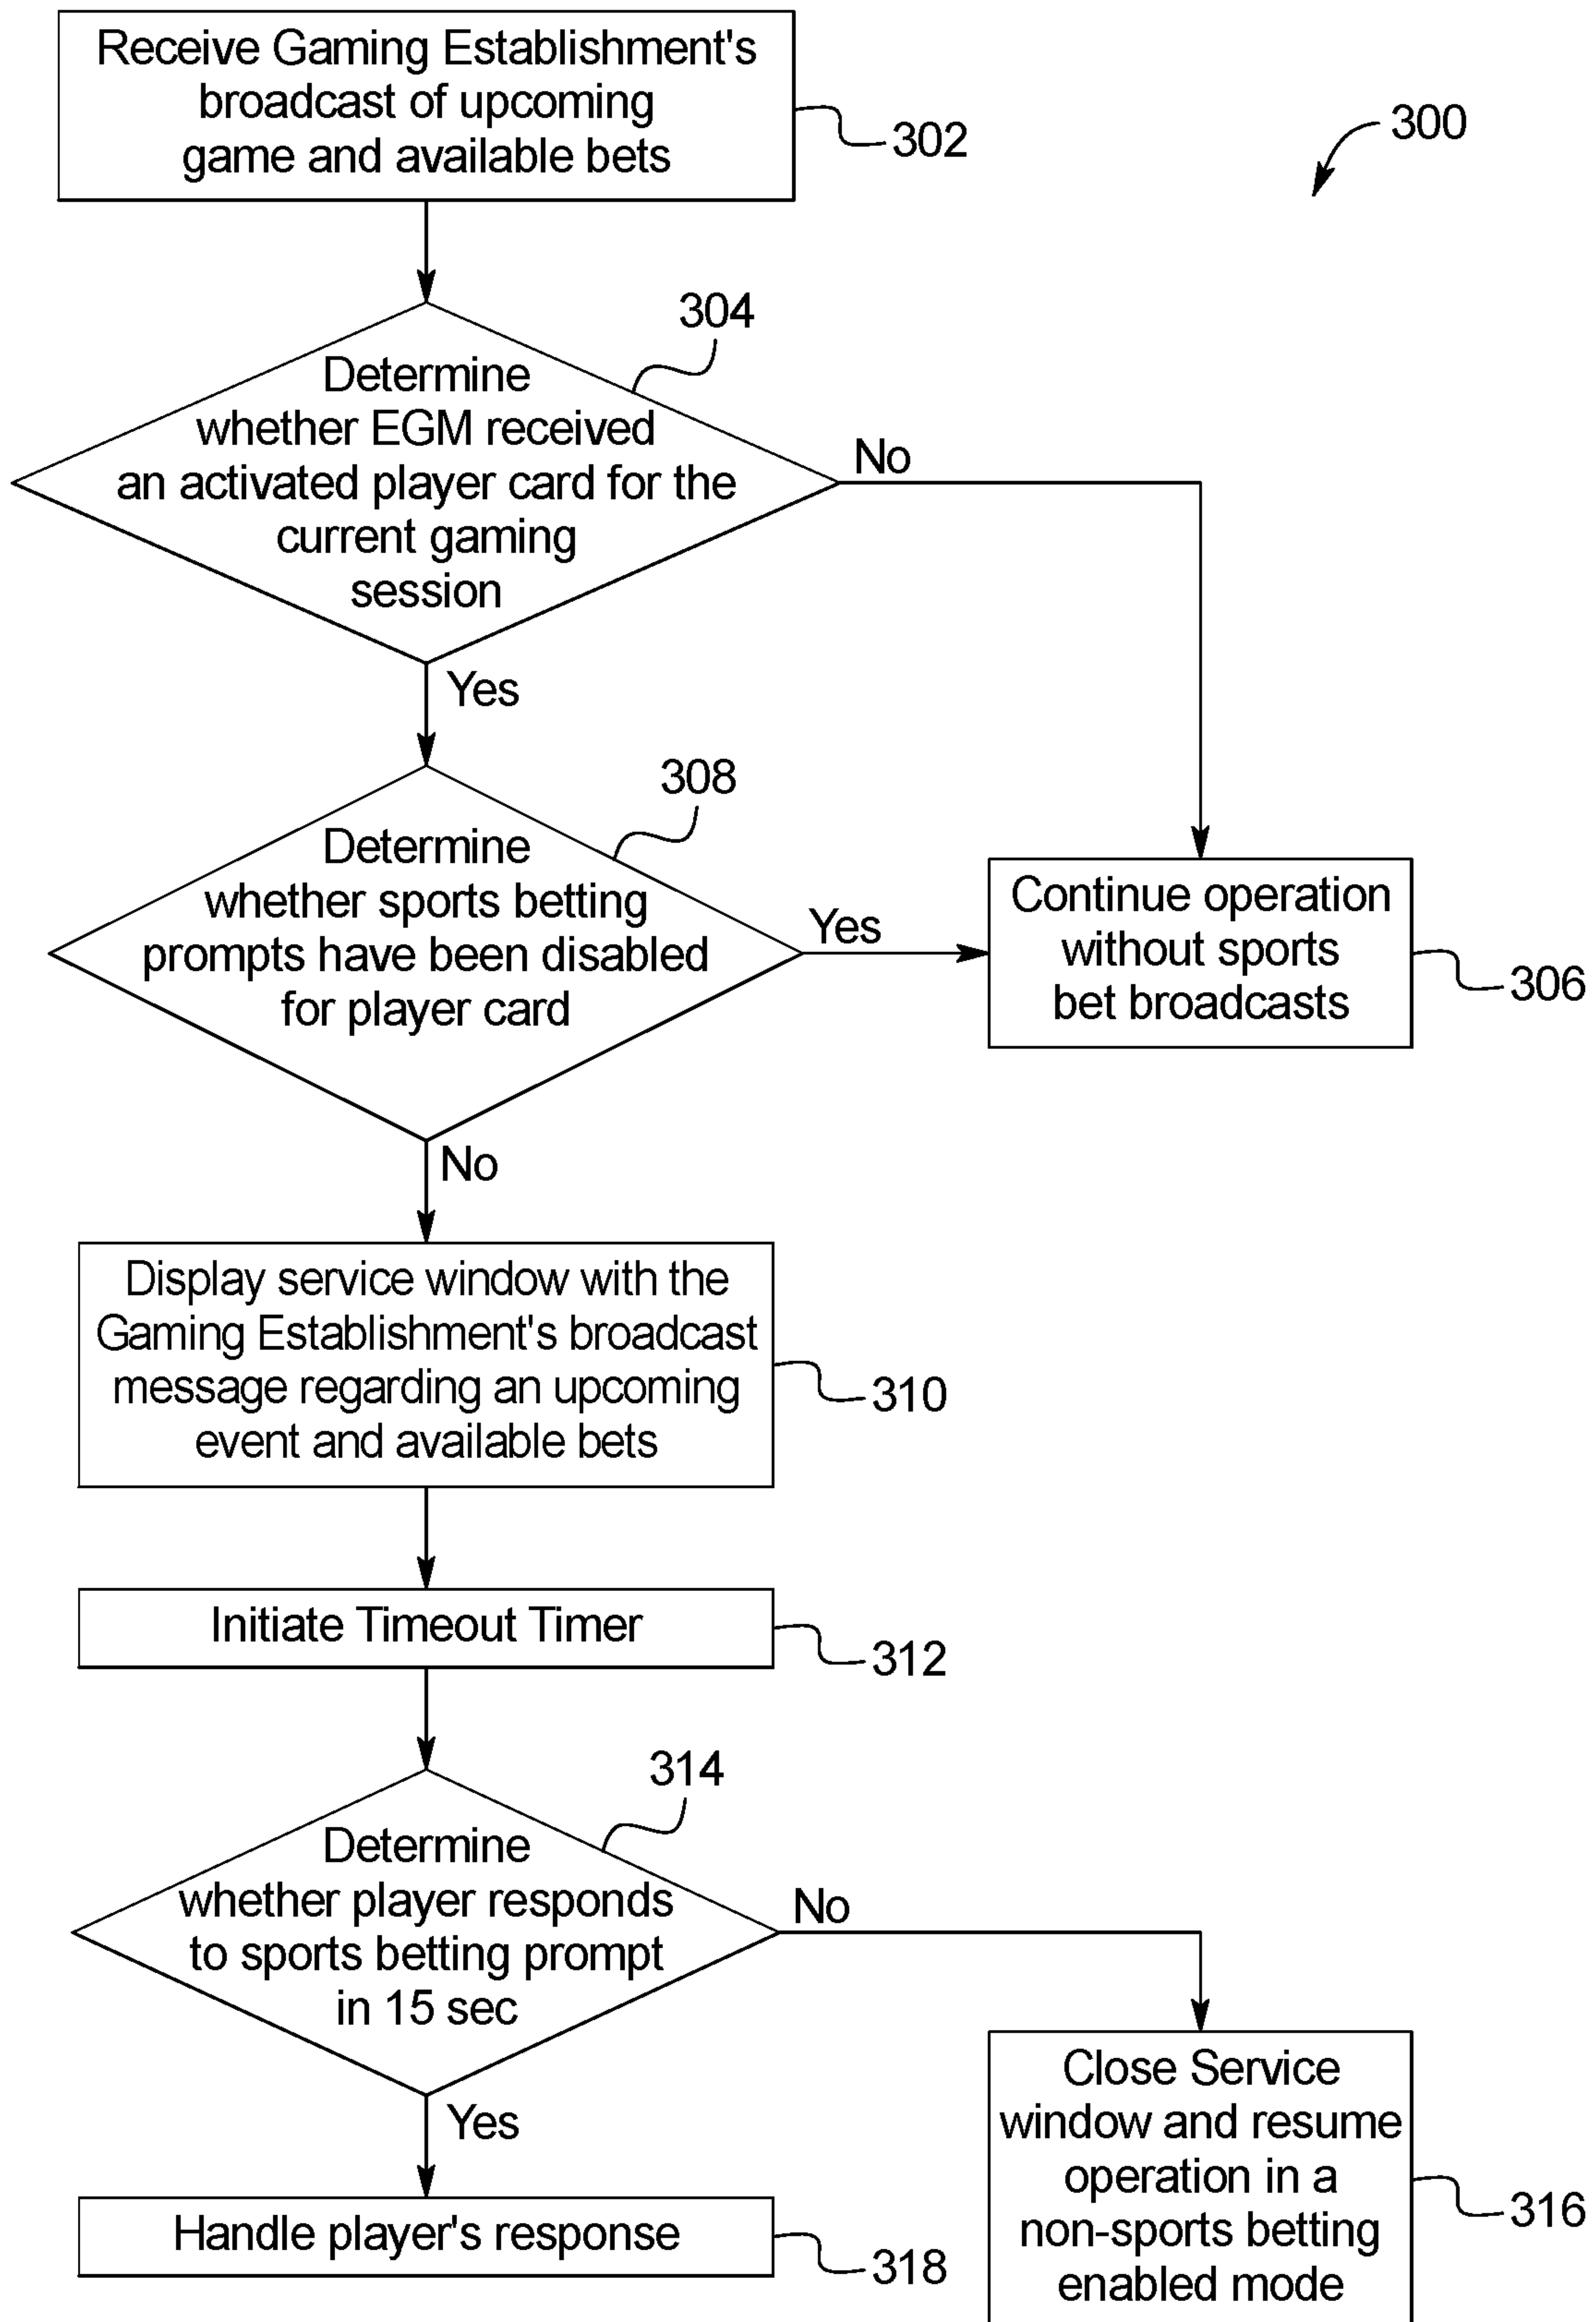 Receive Gaming Establishment's
broadcast of upcoming
game and available bets
302
300
304
Determine
whether EGM received
an activated player card for the
current gaming
session
No
Yes
308
Determine
whether sports betting
prompts have been disabled
for player card
Yes
Continue operation
without sports
bet broadcasts
306
No
Display service window with the
Gaming Establishment's broadcast
message regarding an upcoming
event and available bets
310
Initiate Timeout Timer
312
314
Determine
whether player responds
to sports betting prompt
in 15 sec
No
Yes
Close Service
window and resume
operation in a
non-sports betting
enabled mode
316
Handle player's response
318